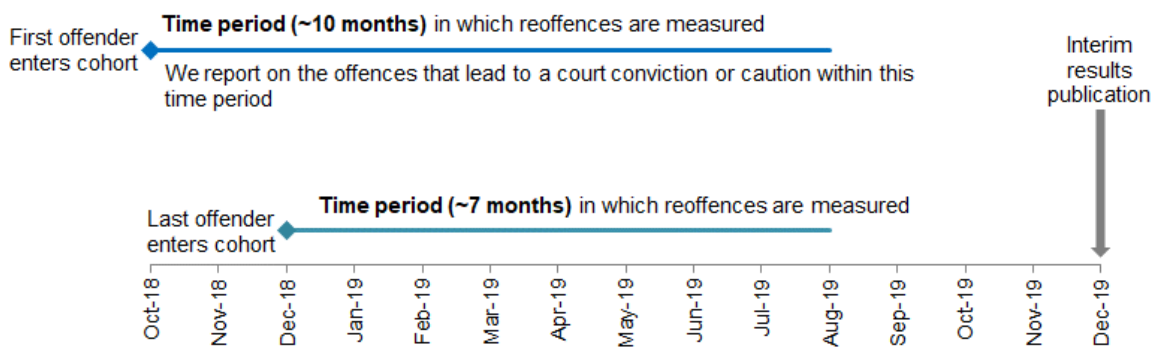 Time period (~10 months) in which reoffences are measured
First offender
enters cohort
We report on the offences that lead to a court conviction or caution within this
time period
Interim
results
publication
Time period (~7 months) in which reoffences are measured
Last offender
enters cohort
Oct-18
Nov-18
Dec-18
Jan-19
Feb-19
Mar-19
Apr-19
May-19
Jun-19
Jul-19
Aug-19
Sep-19
Oct-19
Nov-19
Dec-19